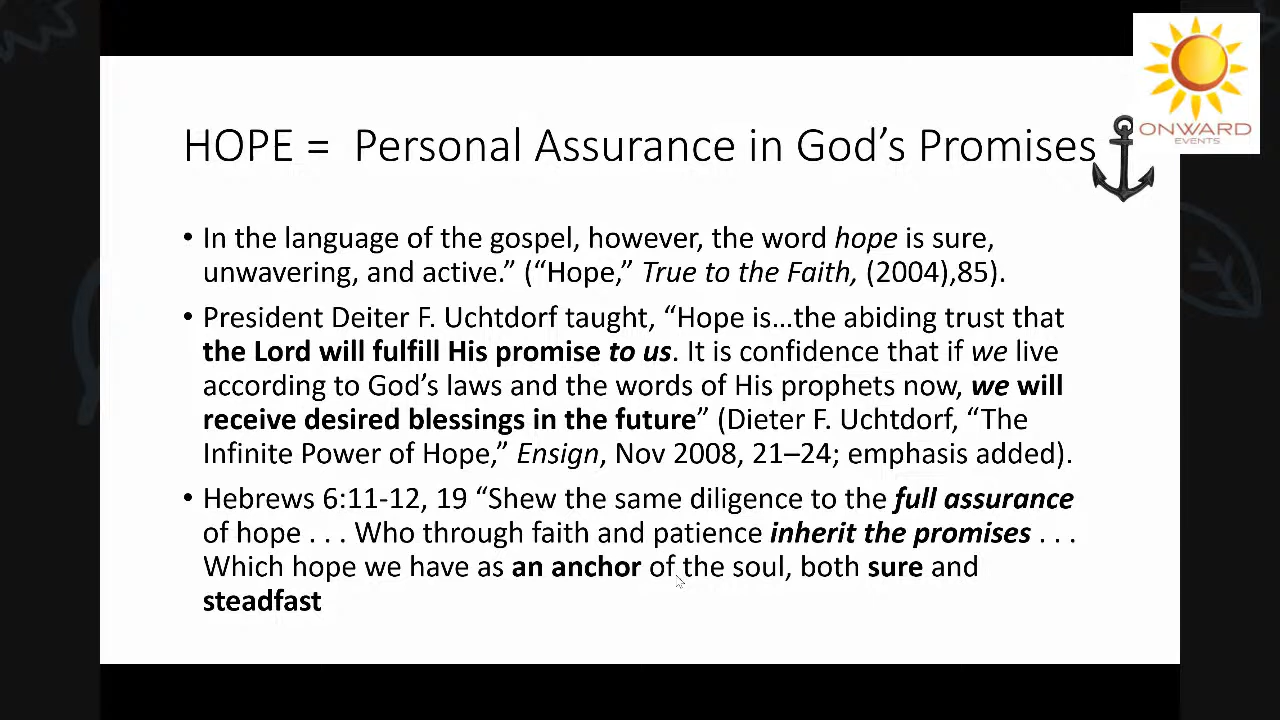 ONWARD
EVENTS
HOPE = Personal Assurance in God’s Promises
• In the language of the gospel, however, the word hope is sure,
unwavering, and active.” (“Hope,” True to the Faith, (2004),85).
• President Deiter F. Uchtdorf taught, “Hope is…the abiding trust that
the Lord will fulfill His promise to us. It is confidence that if we live
according to God’s laws and the words of His prophets now, we will
receive desired blessings in the future” (Dieter F. Uchtdorf, “The
Infinite Power of Hope,” Ensign, Nov 2008, 21–24; emphasis added).
• Hebrews 6:11-12, 19 “Shew the same diligence to the full assurance
of hope . . . Who through faith and patience inherit the promises . . .
Which hope we have as an anchor of the soul, both sure and
steadfast